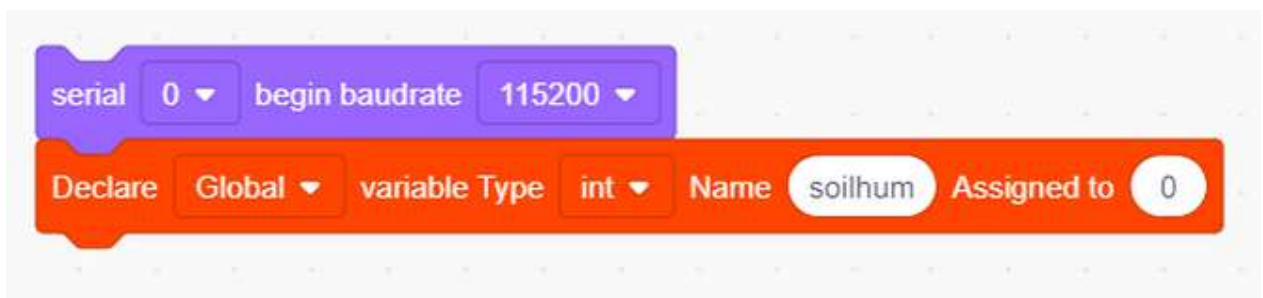 serial 0 begin baudrate 115200
Declare Global variable Type int Name soilhum Assigned to 0